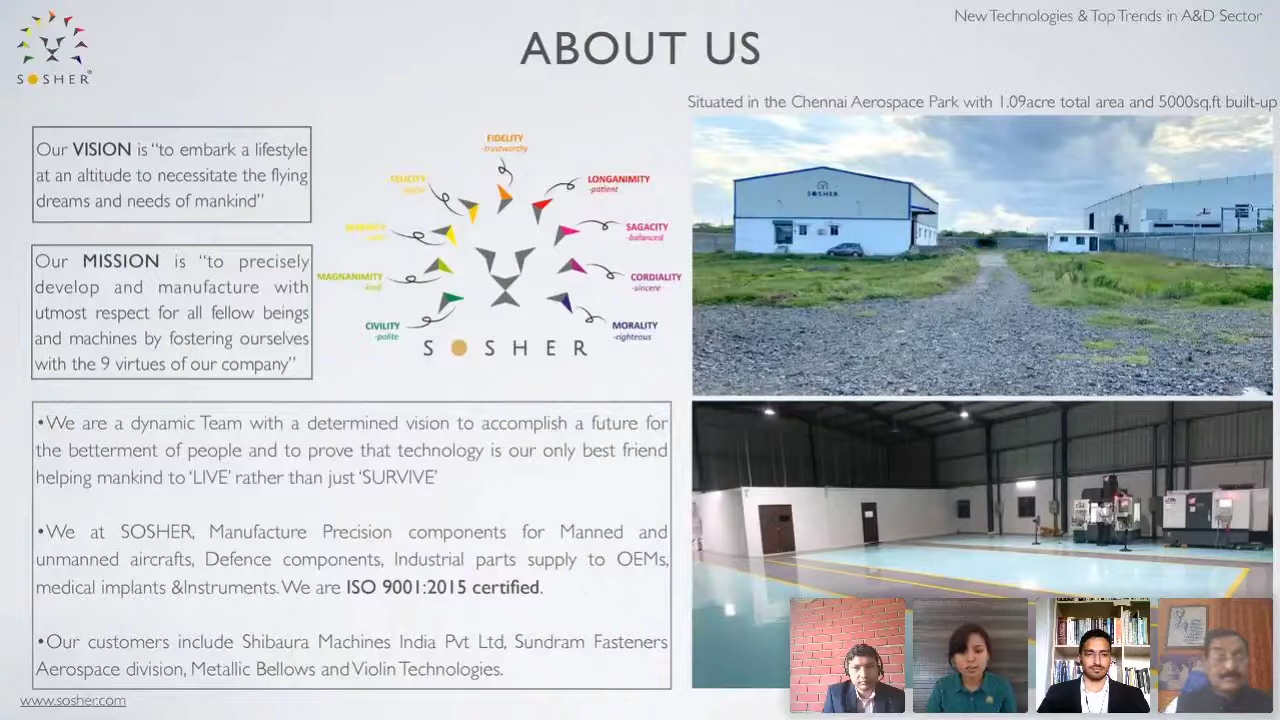 New Technologies & Top Trends in A&D Sector
SOSHER
ABOUT US
Situated in the Chennai Aerospace Park with 1.09acre total area and 5000sq.ft built-up
Our VISION is “to embark a lifestyle
at an altitude to necessitate the flying
dreams and needs of mankind”
Our MISSION is “to precisely
develop and manufacture with
utmost respect for all fellow beings
and machines by fostering ourselves
with the 9 virtues of our company”
FIDELITY
-trustworthy
FELICITY
LONGANIMITY
-patient
SAGACITY
-balanced
MAGNANIMITY
-kind
CORDIALITY
-sincere
CIVILITY
-polite
MORALITY
-righteous
SOSHER
SOSHER
•We are a dynamic Team with a determined vision to accomplish a future for
the betterment of people and to prove that technology is our only best friend
helping mankind to ‘LIVE’ rather than just ‘SURVIVE’
•We at SOSHER, Manufacture Precision components for Manned and
unmanned aircrafts, Defence components, Industrial parts supply to OEMs,
medical implants &Instruments. We are ISO 9001:2015 certified.
•Our customers include Shibaura Machines India Pvt Ltd, Sundram Fasteners
Aerospace division, Metallic Bellows and Violin Technologies.
www.sosher.com